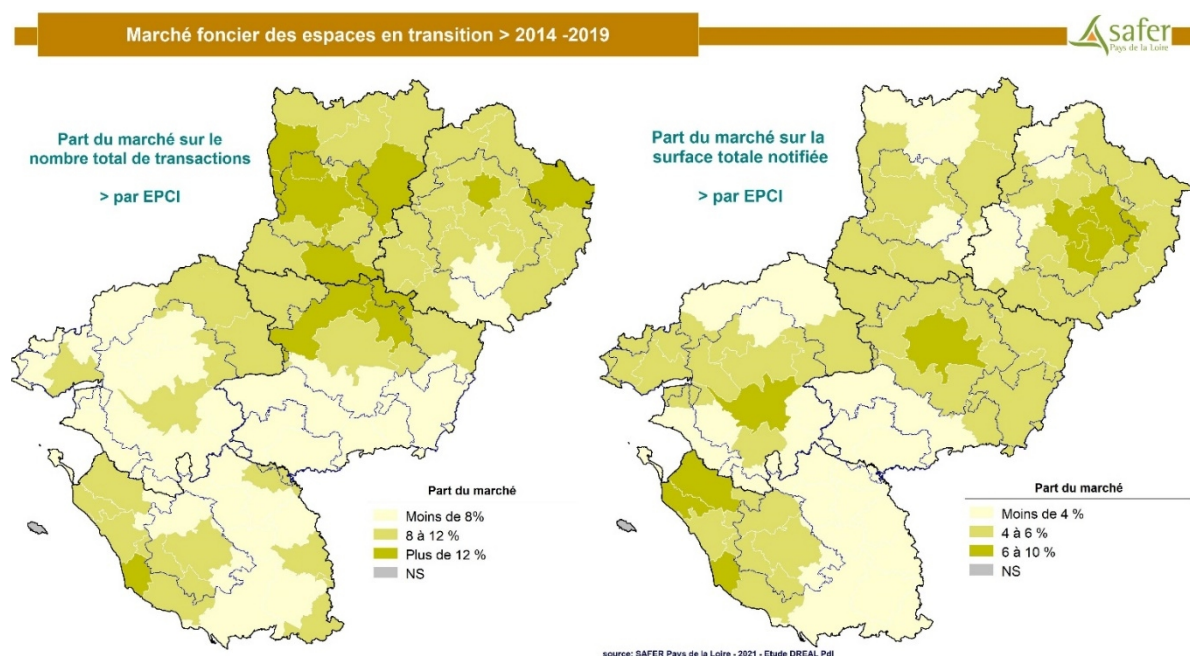 Marché foncier des espaces en transition > 2014 -2019
safer
Pays de la Loire
Part du marché sur le
nombre total de transactions
> par EPCI
Part du marché
Moins de 8%
8 à 12 %
Plus de 12 %
NS
Part du marché sur la
surface totale notifiée
> par EPCI
Part du marché
Moins de 4 %
4 à 6 %
6 à 10 %
NS
source: SAFER Pays de la Loire - 2021 - Etude DREAL Pdl